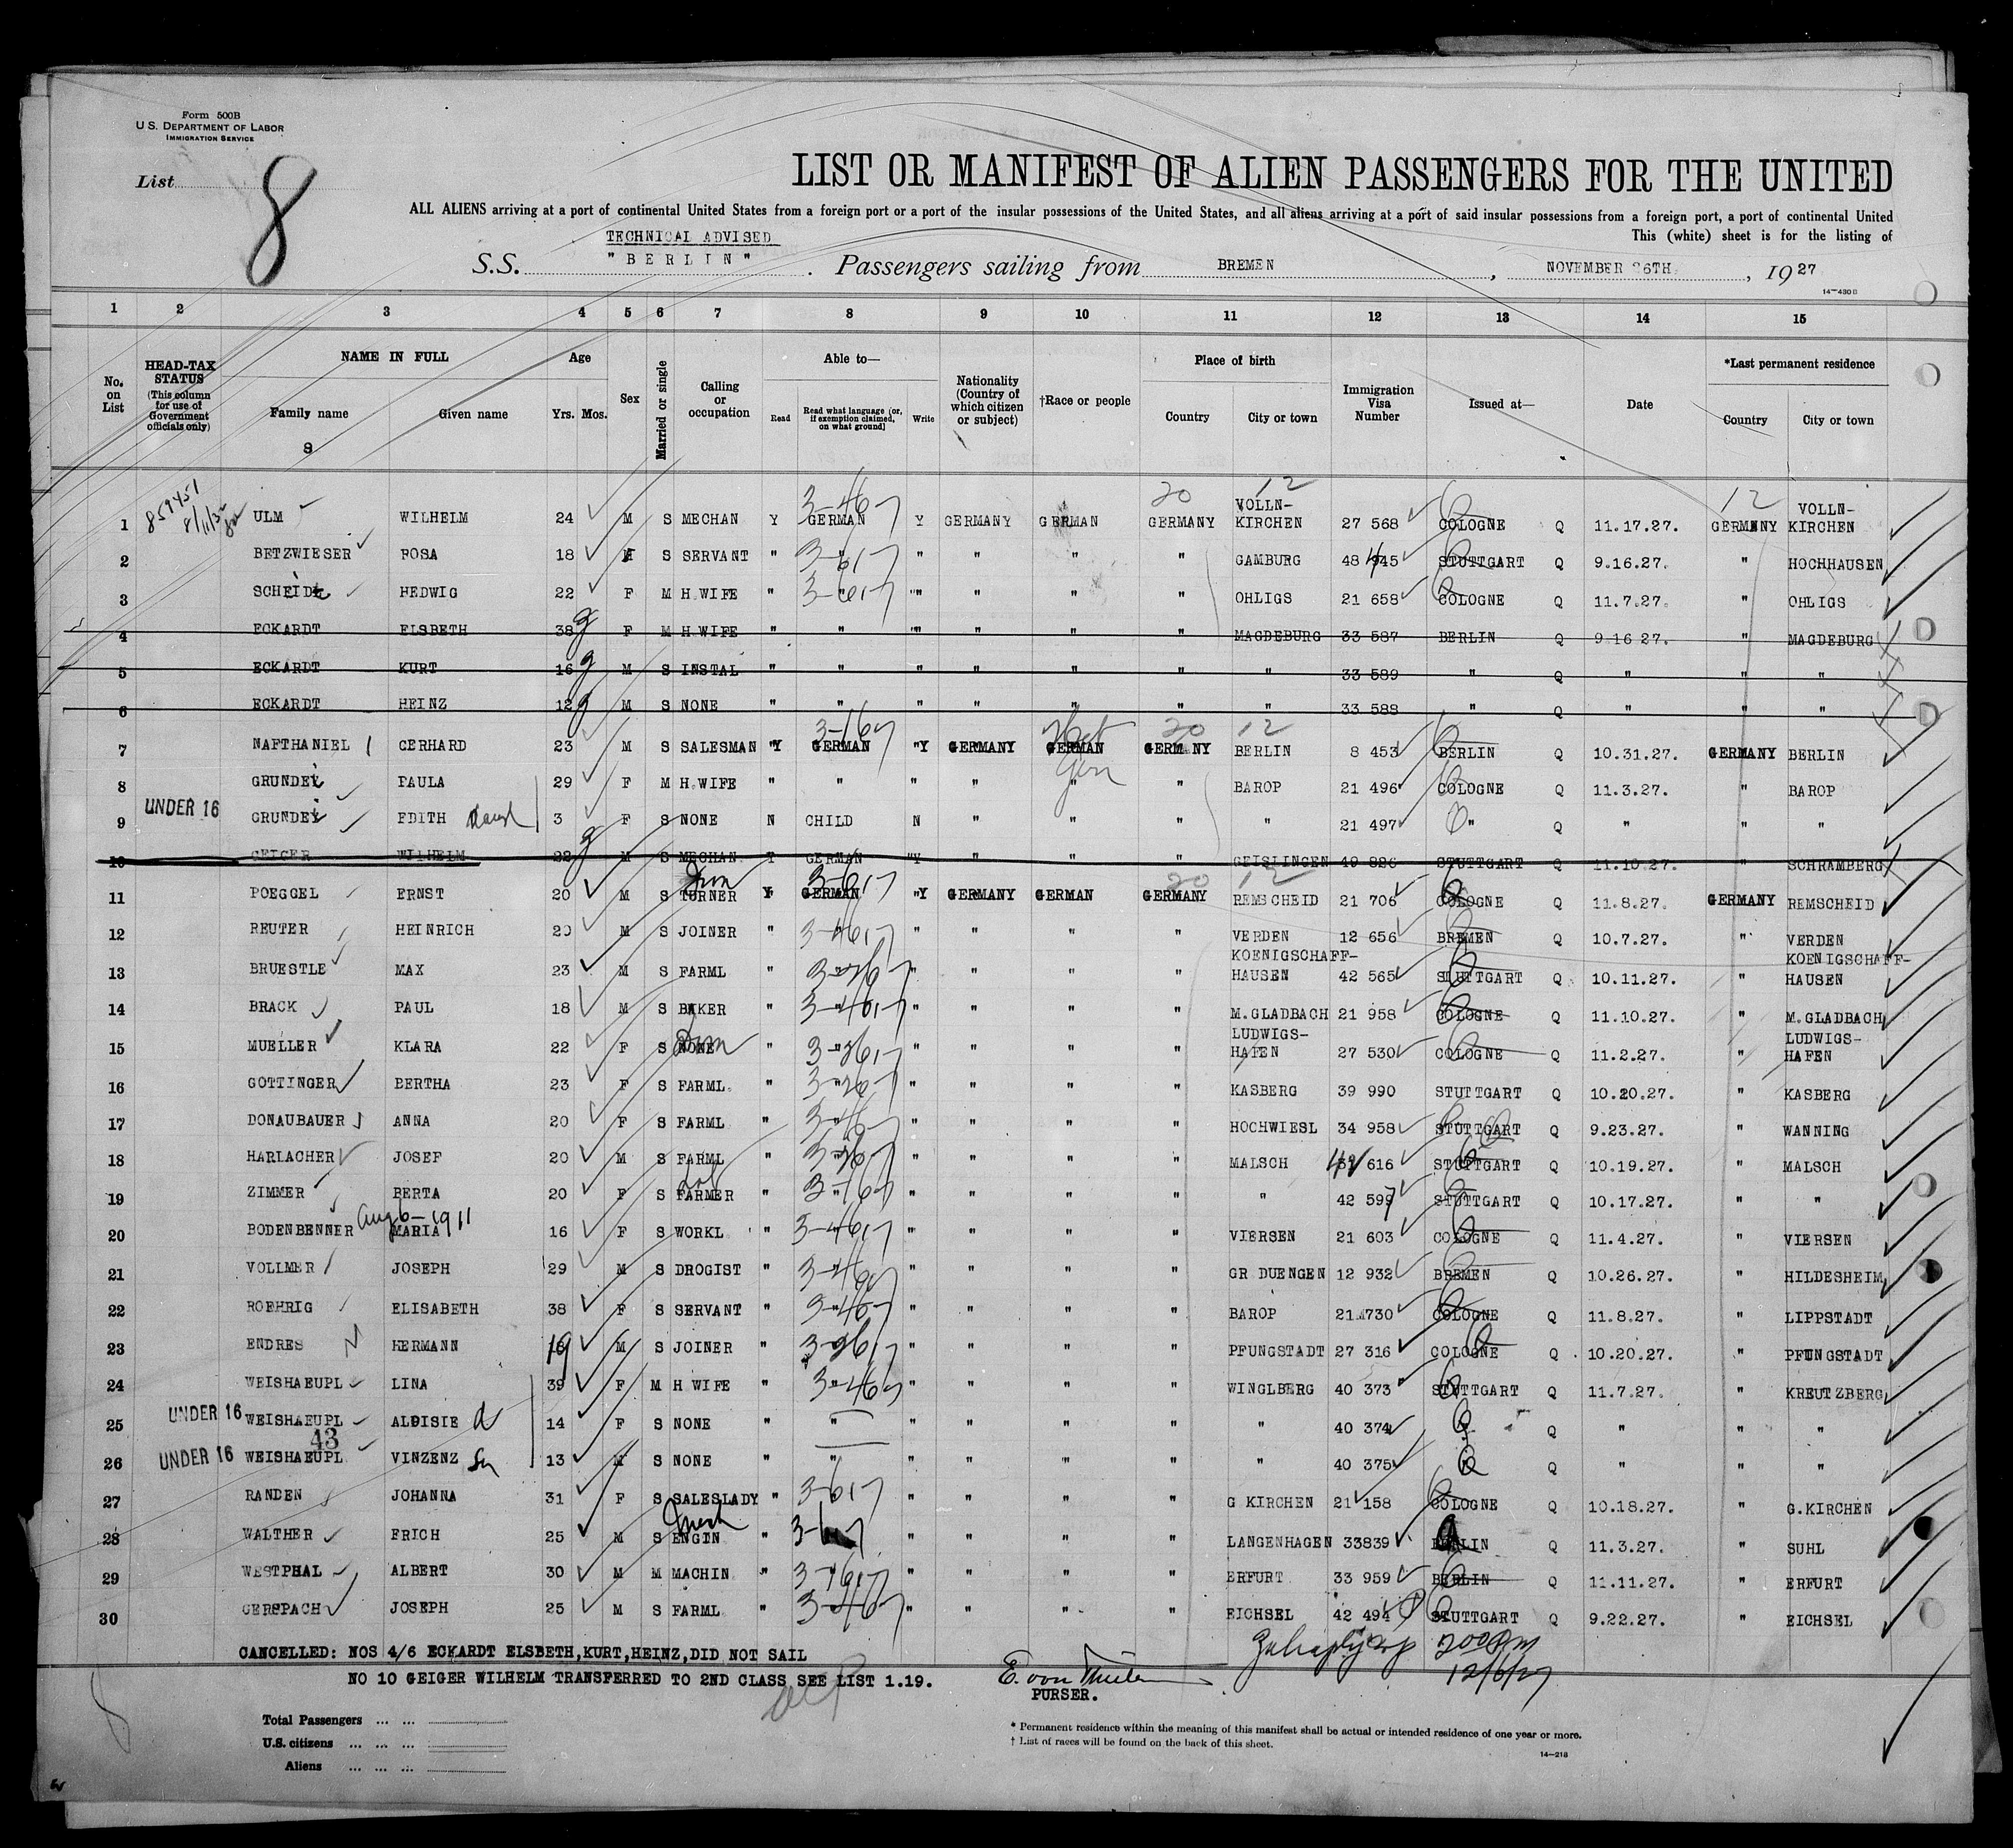 Form 500B
U.S. DEPARTMENT OF LABOR
IMMIGRATION SERVICE
List 8
LIST OR MANIFEST OF ALIEN PASSENGERS FOR THE UNITED
ALL ALIENS arriving at a port of continental United States from a foreign port or a port of the insular possessions of the United States, and all aliens arriving at a port of said insular possessions from a foreign port, a port of continental United
This (white) sheet is for the listing of
TECHNICAL ADVISED
S.S. "BERLIN". Passengers sailing from BREMEN, NOVEMBER 26TH, 1927
14-430B
1 2 3 4 5 6 7 8 9 10 11 12 13 14 15
No. on List
HEAD-TAX STATUS (This column for use of Government officials only)
NAME IN FULL Family name Given name
Age Yrs. Mos.
Sex
Married or single
Calling or occupation
Able to— Read Read what language (or, if exemption claimed, on what ground) Write
Nationality (Country of which citizen or subject)
†Race or people
Place of birth Country City or town
Immigration Visa Number
Issued at—
Date
*Last permanent residence Country City or town
9
20 12 12
1 859451 8/11/32 ULM WILHELM 24 M S MECHAN Y GERMAN 3-467 Y GERMANY GERMAN GERMANY VOLLN-KIRCHEN 27 568 COLOGNE Q 11.17.27. GERMANY VOLLN-KIRCHEN
2 BETZWIESER ROSA 18 S SERVANT " " " " " " GAMBURG 48 945 STUTTGART Q 9.16.27. " HOCHHAUSEN
3 SCHEIDT HEDWIG 22 F M H.WIFE " " " " " " OHLIGS 21 658 COLOGNE Q 11.7.27. " OHLIGS
4 ECKARDT ELSBETH 38 F M H.WIFE " " " " " " MAGDEBURG 33 587 BERLIN Q 9.16 27. " MAGDEBURG
5 ECKARDT KURT 16 M S INSTAL " " " " " " " 33 589 " Q " " "
6 ECKARDT HEINZ 12 M S NONE " " " " " " " 33 588 " Q " " "
7 NAFTHANIEL GERHARD 23 M S SALESMAN Y GERMAN Y GERMANY GERMAN GERMANY BERLIN 8 453 BERLIN Q 10.31.27. GERMANY BERLIN
8 GRUNDEI PAULA 29 F M H.WIFE " " " " " " BAROP 21 496 COLOGNE Q 11.3.27. " BAROP
9 UNDER 16 GRUNDEI EDITH 3 F S NONE N CHILD N " " " " 21 497 " Q " " "
10 GEIGER WILHELM 22 M S MECHAN. Y GERMAN Y " " " GEISLINGEN 49 826 STUTTGART Q 11.10.27. " SCHRAMBERG
11 POEGGEL ERNST 20 M S TURNER Y GERMAN Y GERMANY GERMAN GERMANY REMSCHEID 21 706 COLOGNE Q 11.8.27. GERMANY REMSCHEID
12 REUTER HEINRICH 20 M S JOINER " " " " " " VERDEN 12 656 BREMEN Q 10.7.27. " VERDEN
13 BRUESTLE MAX 23 M S FARML " " " " " " KOENIGSCHAFF-HAUSEN 42 565 STUTTGART Q 10.11.27. " KOENIGSCHAFF-HAUSEN
14 BRACK PAUL 18 M S BAKER " " " " " " M.GLADBACH 21 958 COLOGNE Q 11.10.27. " M.GLADBACH
15 MUELLER KLARA 22 F S NONE " " " " " " LUDWIGS-HAFEN 27 530 COLOGNE Q 11.2.27. " LUDWIGS-HAFEN
16 GOTTINGER BERTHA 23 F S FARML. " " " " " " KASBERG 39 990 STUTTGART Q 10.20.27. " KASBERG
17 DONAUBAUER ANNA 20 F S FARML " " " " " " HOCHWIESL 34 958 STUTTGART Q 9.23.27. " WANNING
18 HARLACHER JOSEF 20 M S FARML " " " " " " MALSCH 616 STUTTGART Q 10.19.27. " MALSCH
19 ZIMMER BERTA 20 F S FARMER " " " " " " " 42 597 STUTTGART Q 10.17.27. " "
20 BODENBENNER MARIA Aug 6-1911 16 F S WORKL " " " " " " VIERSEN 21 603 COLOGNE Q 11.4.27. " VIERSEN
21 VOLLMER JOSEPH 29 M S DROGIST " " " " " " GR DUENGEN 12 932 BREMEN Q 10.26.27. " HILDESHEIM
22 ROEHRIG ELISABETH 38 F S SERVANT " " " " " " BAROP 21 730 COLOGNE Q 11.8.27. " LIPPSTADT
23 ENDRES HERMANN 19 M S JOINER " " " " " " PFUNGSTADT 27 316 COLOGNE Q 10.20.27. " PFUNGSTADT
24 WEISHAEUPL LINA 39 F M H WIFE " " " " " " WINGLBERG 40 373 STUTTGART Q 11.7.27. " KREUTZBERG
25 UNDER 16 WEISHAEUPL ALOISIE 14 F S NONE " " " " " " " 40 374 " Q " " "
43
26 UNDER 16 WEISHAEUPL VINZENZ 13 M S NONE " " " " " " " 40 375 " Q " " "
27 RANDEN JOHANNA 31 F S SALESLADY " " " " " " G KIRCHEN 21 158 COLOGNE Q 10.18.27. " G.KIRCHEN
28 WALTHER ERICH 25 M S ENGIN " " " " " " LANGENHAGEN 33839 BERLIN Q 11.3.27. " SUHL
29 WESTPHAL ALBERT 30 M M MACHIN " " " " " " ERFURT 33 959 BERLIN Q 11.11.27. " ERFURT
30 GERSPACH JOSEPH 25 M S FARML " " " " " " EICHSEL 42 494 STUTTGART Q 9.22.27. " EICHSEL
CANCELLED: NOS 4/6 ECKARDT ELSBETH,KURT,HEINZ,DID NOT SAIL
NO 10 GEIGER WILHELM TRANSFERRED TO 2ND CLASS SEE LIST 1.19.
PURSER.
12/6/27
Total Passengers ... ...
U.S. citizens ... ... ...
Aliens ... ... ...
* Permanent residence within the meaning of this manifest shall be actual or intended residence of one year or more.
† List of races will be found on the back of this sheet.
14-218